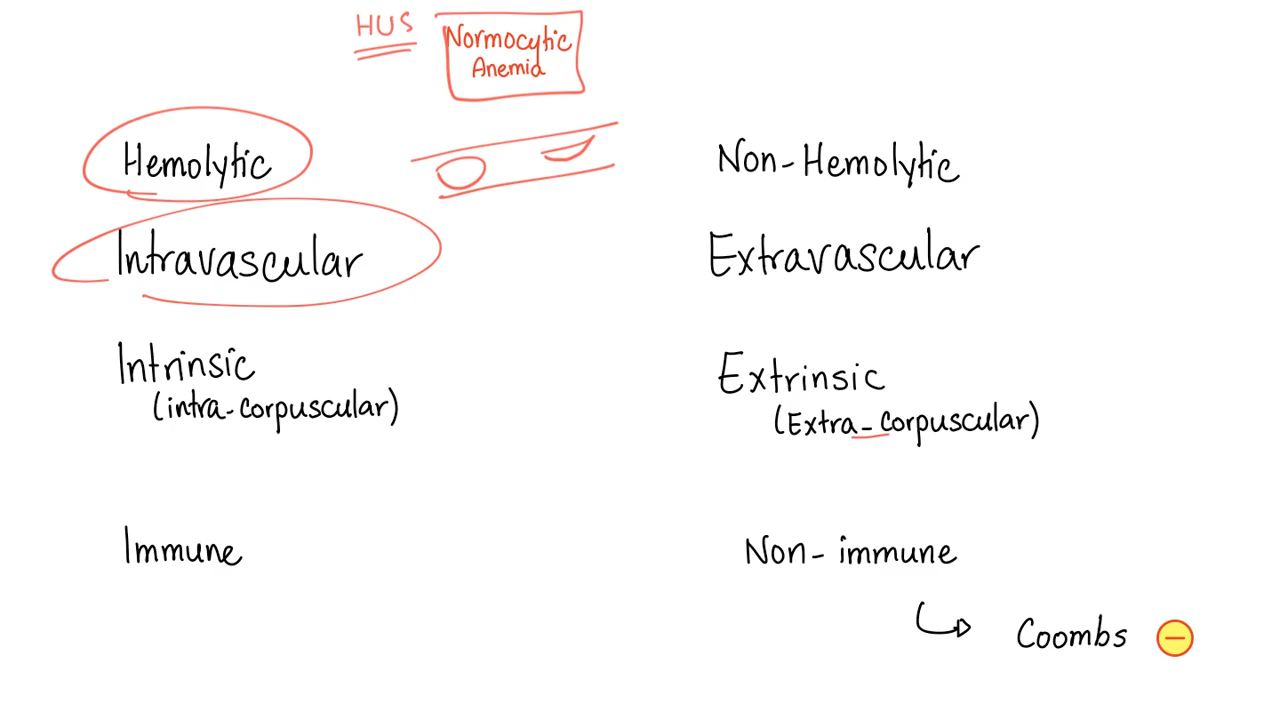 HUS
Normocytic
Anemia
Hemolytic
Non-Hemolytic
Intravascular
Extravascular
Intrinsic
(intra-corpuscular)
Extrinsic
(Extra-corpuscular)
Immune
Non-immune
Coombs −